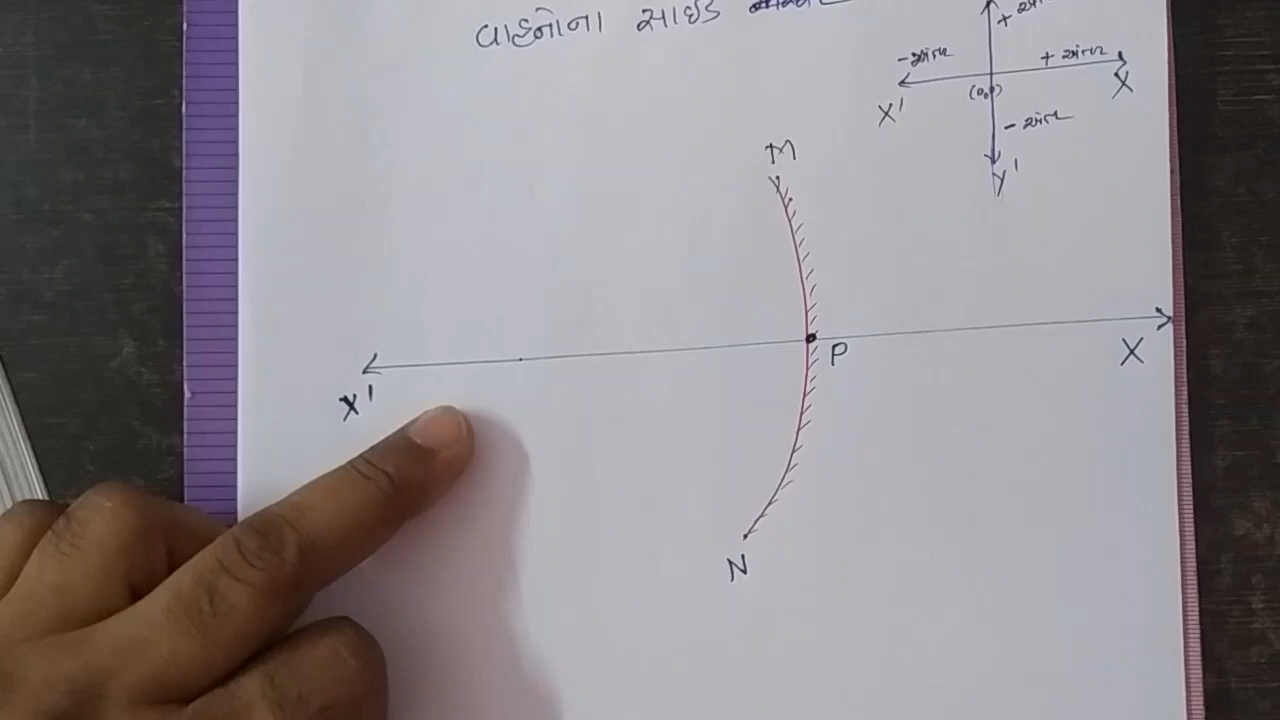 વાહનોના સાઇડ
-અંતર
+ અંતર
X'
(0,0)
X
- અંતર
Y'
M
P
X
X'
N